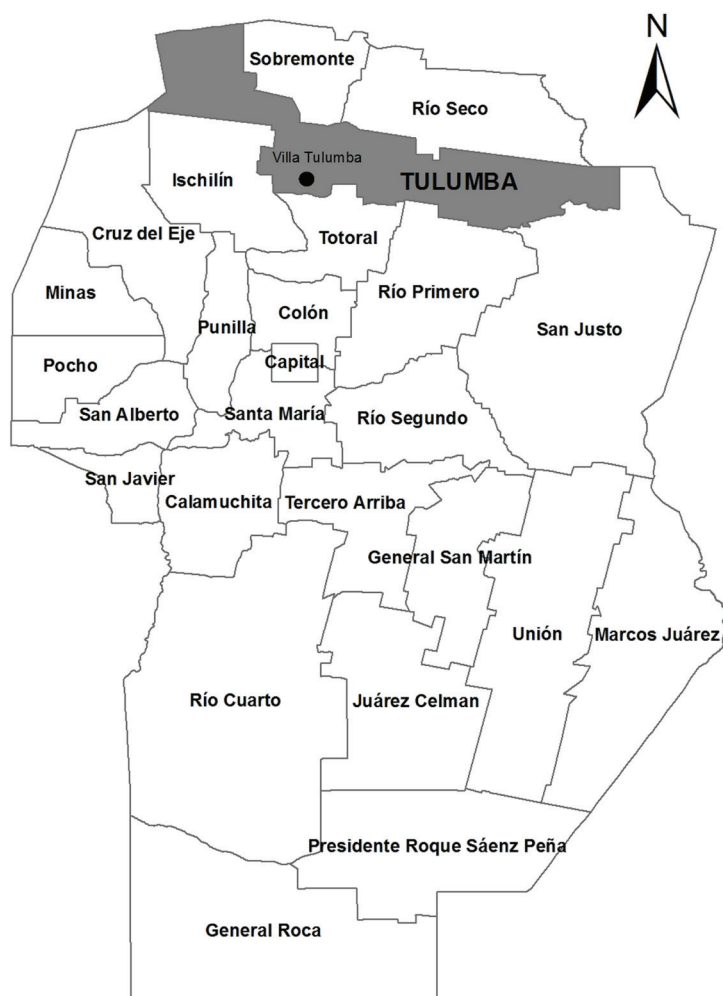 N
Sobremonte
Río Seco
Villa Tulumba
Ischilín
TULUMBA
Cruz del Eje
Totoral
Minas
Río Primero
Punilla
Colón
San Justo
Pocho
Capital
San Alberto
Santa María
Río Segundo
San Javier
Calamuchita
Tercero Arriba
General San Martín
Unión
Marcos Juárez
Río Cuarto
Juárez Celman
Presidente Roque Sáenz Peña
General Roca